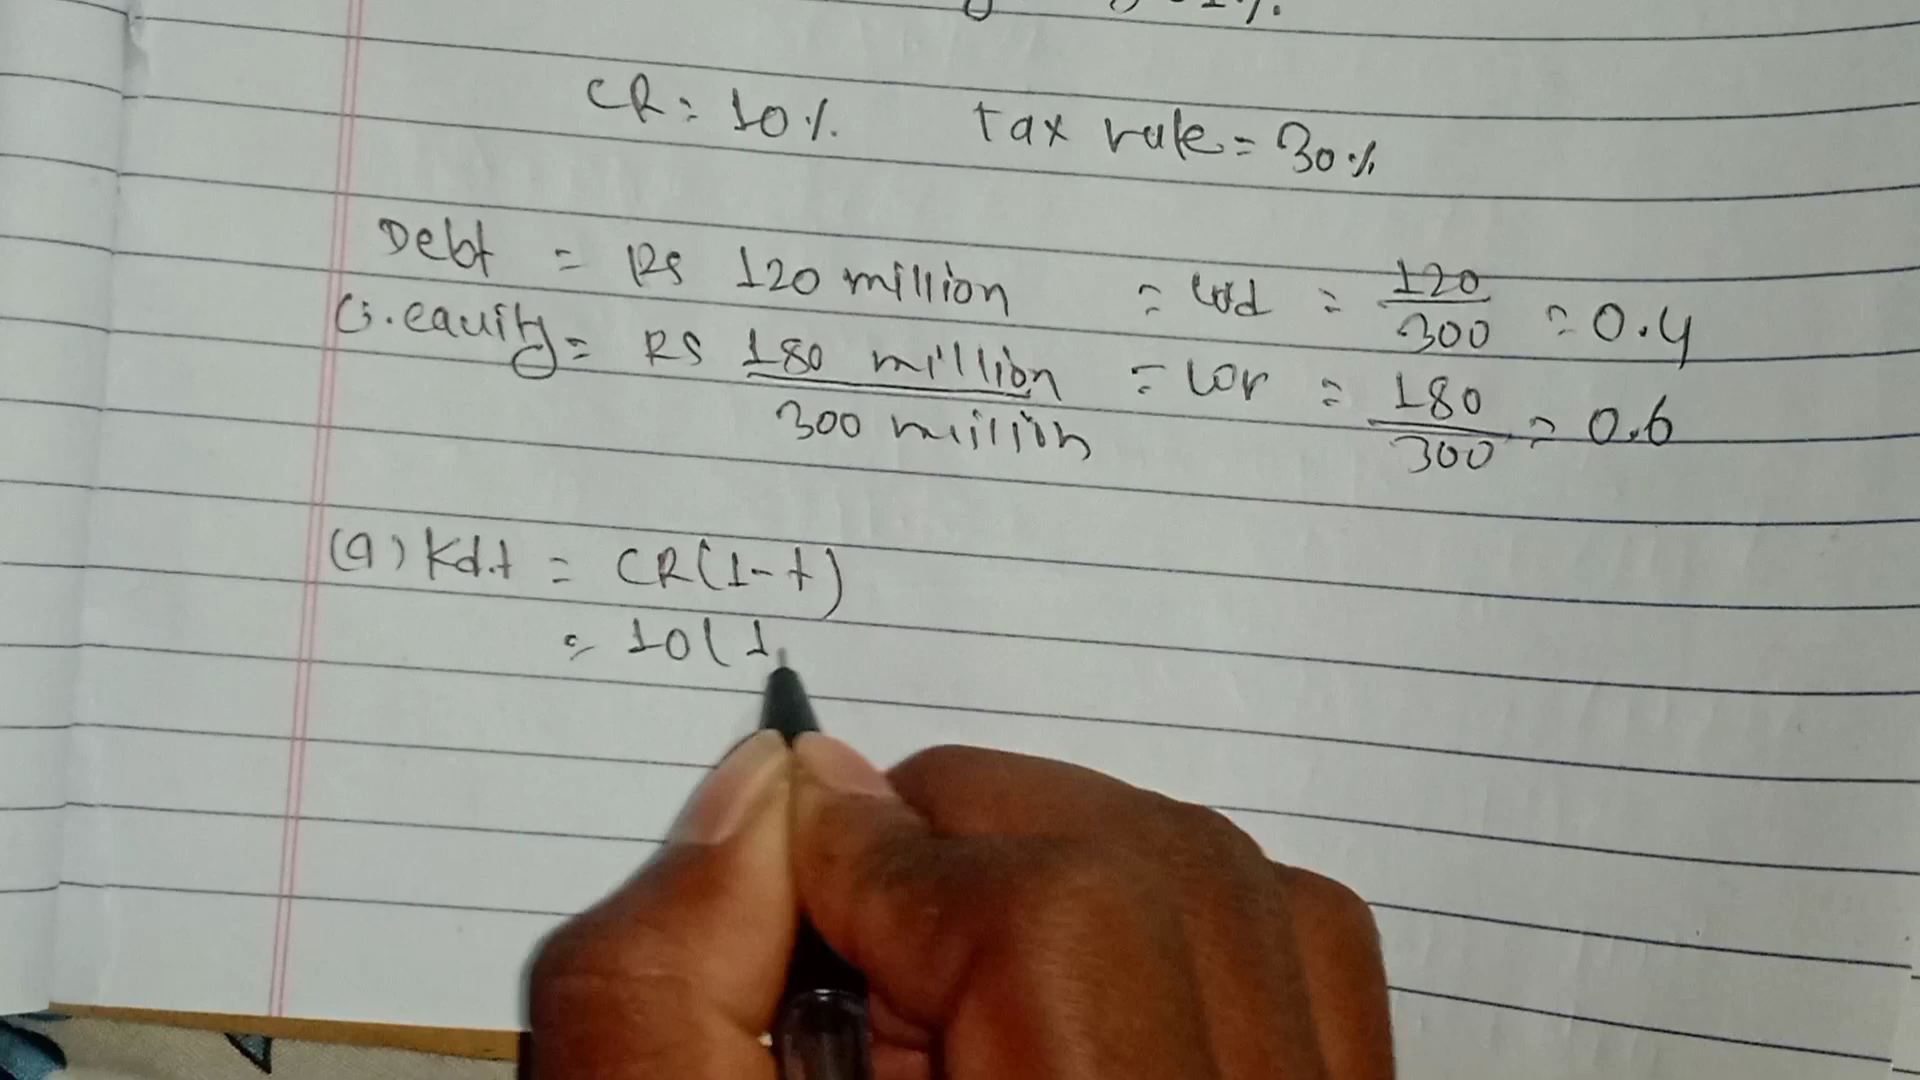 CR = 10% tax rate = 30%
Debt = RS 120 million = wd = 120/300 = 0.4
C. equity = RS 180 million = wr = 180/300 = 0.6
300 million
(a) Kd.t = CR(1-t)
= 10(1